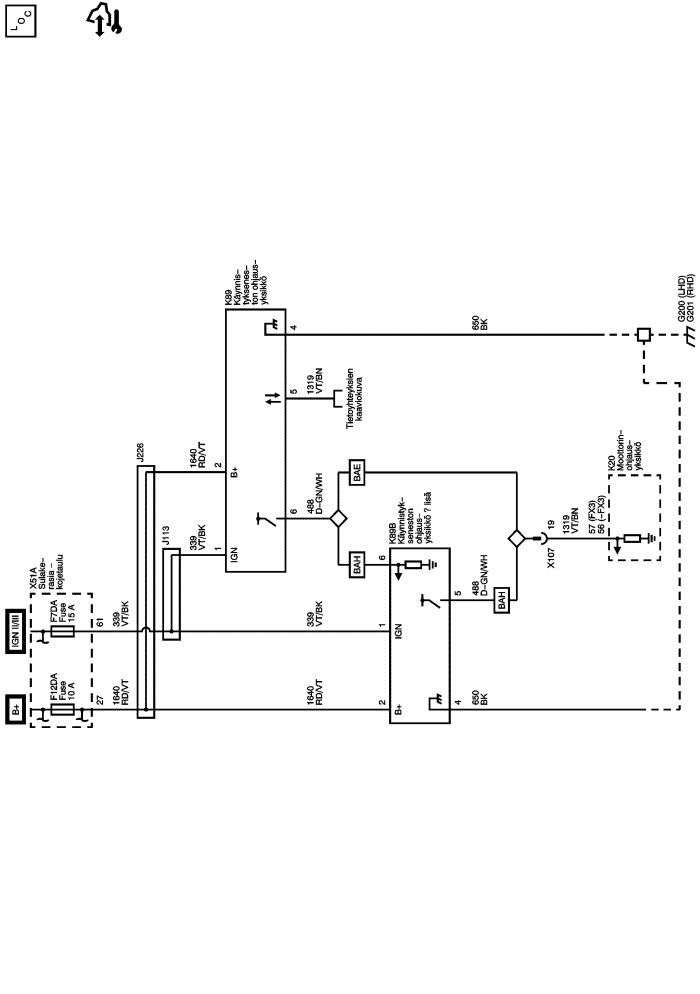 LOC
B+
IGN II/III
X51A
Sulake–
rasia –
kojetaulu
F12DA
Fuse
10 A
F7DA
Fuse
15 A
27
61
1640
RD/VT
339
VT/BK
J226
J113
339
VT/BK
1640
RD/VT
1
2
IGN
B+
K89
Käynnis–
tyksenes–
ton ohjaus–
yksikkö
6
5
4
488
D–GN/WH
1319
VT/BN
Tietoyhteyksien
kaaviokuva
650
BK
1640
RD/VT
339
VT/BK
2
1
B+
IGN
BAH
BAE
6
K89B
Käynnistyk–
seneston
ohjaus–
yksikkö ? lisä
4
5
650
BK
488
D–GN/WH
BAH
X107
19
1319
VT/BN
57 (FX3)
56 (–FX3)
K20
Moottorin–
ohjaus–
yksikkö
G200 (LHD)
G201 (RHD)